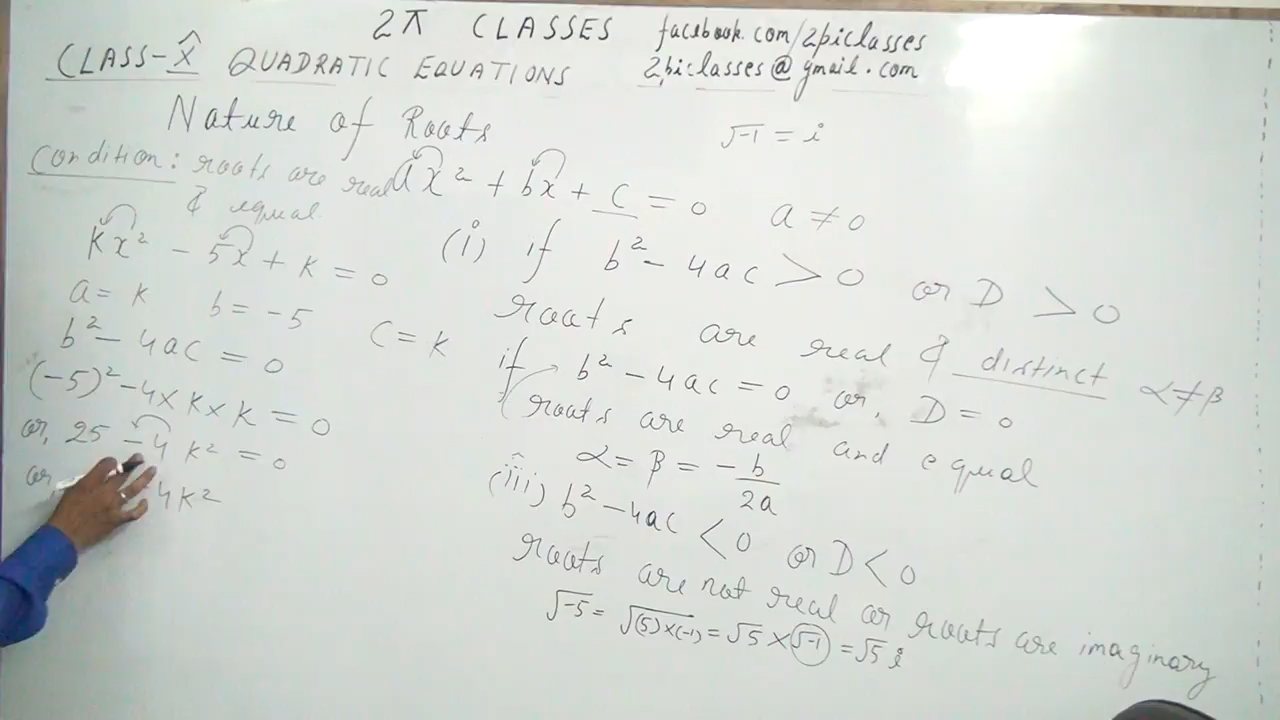 2π CLASSES
facebook.com/2piclasses
CLASS-X QUADRATIC EQUATIONS
2piclasses@gmail.com
Nature of Roots
√-1 = i
Condition: roots are real
& equal
kx² - 5x + k = 0
a = k b = -5 c = k
b² - 4ac = 0
(-5)² - 4 x k x k = 0
or, 25 - 4k² = 0
or 4k²
ax² + bx + c = 0 a ≠ 0
(i) if b² - 4ac > 0 or D > 0
roots are real & distinct α≠β
if b² - 4ac = 0 or, D = 0
roots are real and equal
α = β = -b/2a
(iii) b² - 4ac < 0 or D < 0
roots are not real or roots are imaginary
√-5 = √(5)x(-1) = √5 x √-1 = √5 i